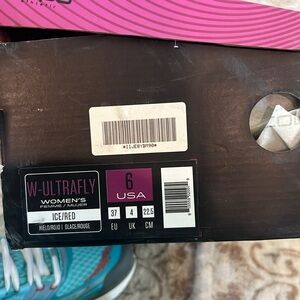 *IIJE8YBM90*
W-ULTRAFLY
WOMEN'S
FEMME / MUJER
ICE/RED
HIELO/ROJO | GLACE/ROUGE
6
USA
37 4 22.5
EU UK CM